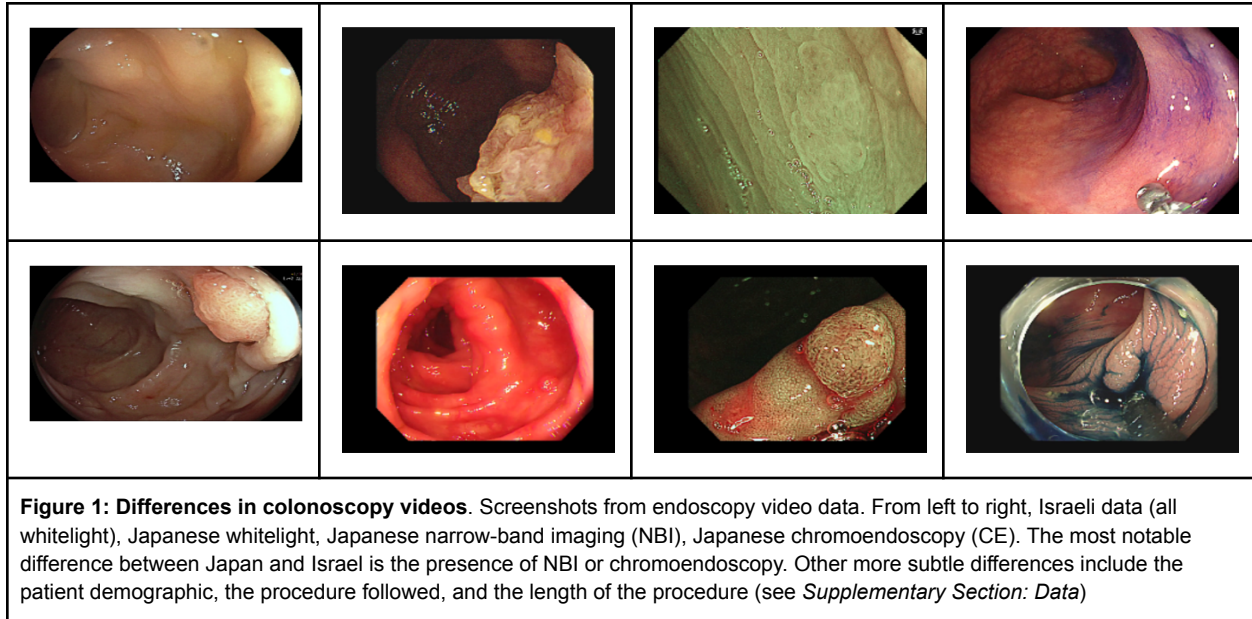 Figure 1: Differences in colonoscopy videos. Screenshots from endoscopy video data. From left to right, Israeli data (all
whitelight), Japanese whitelight, Japanese narrow-band imaging (NBI), Japanese chromoendoscopy (CE). The most notable
difference between Japan and Israel is the presence of NBI or chromoendoscopy. Other more subtle differences include the
patient demographic, the procedure followed, and the length of the procedure (see Supplementary Section: Data)